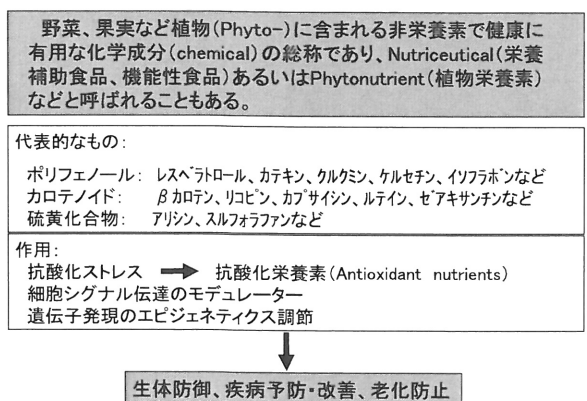 野菜、果実など植物(Phyto-)に含まれる非栄養素で健康に
有用な化学成分(chemical)の総称であり、Nutriceutical(栄養
補助食品、機能性食品)あるいはPhytonutrient(植物栄養素)
などと呼ばれることもある。
代表的なもの:
ポリフェノール: レスベラトロール、カテキン、クルクミン、ケルセチン、イソフラボンなど
カロテノイド: βカロテン、リコピン、カプサイシン、ルテイン、ゼアキサンチンなど
硫黄化合物: アリシン、スルフォラファンなど
作用:
抗酸化ストレス ➡ 抗酸化栄養素(Antioxidant nutrients)
細胞シグナル伝達のモデュレーター
遺伝子発現のエピジェネティクス調節
生体防御、疾病予防・改善、老化防止